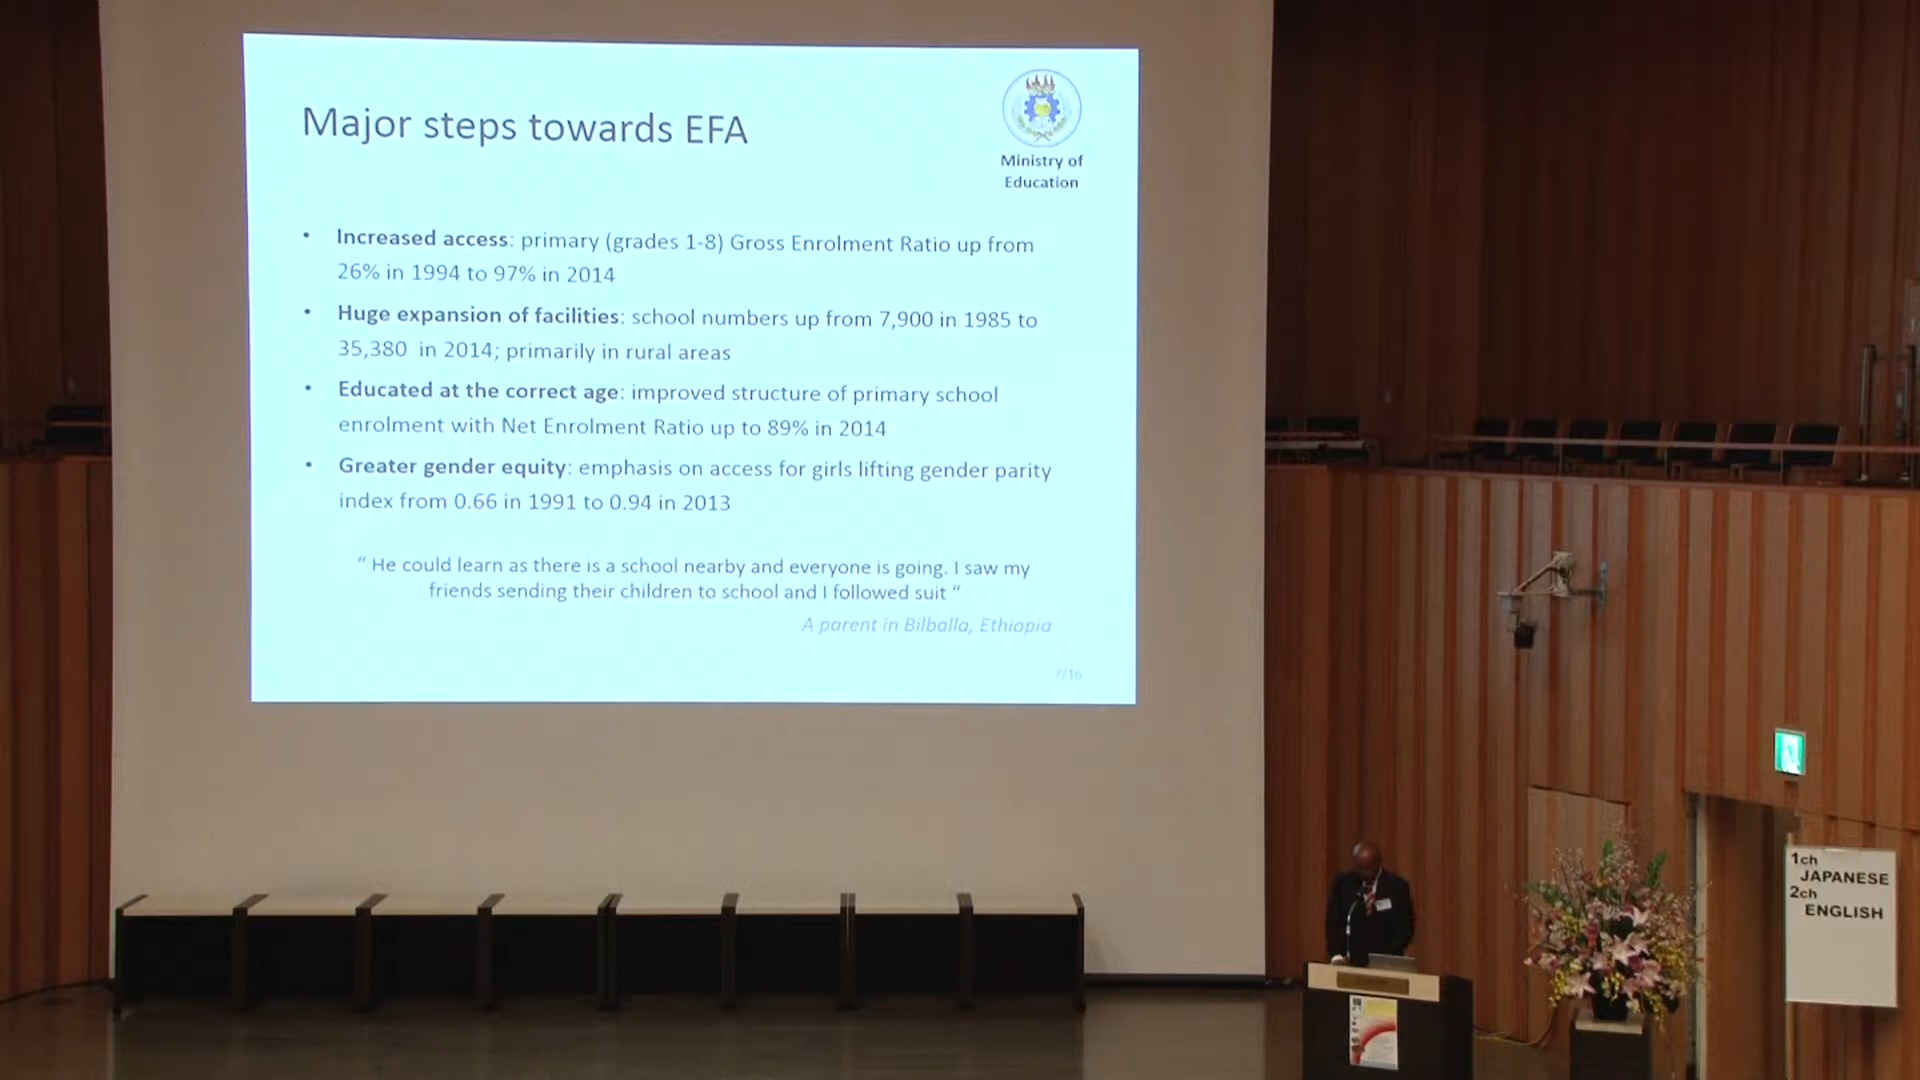 Major steps towards EFA
Ministry of
Education
• Increased access: primary (grades 1-8) Gross Enrolment Ratio up from
26% in 1994 to 97% in 2014
• Huge expansion of facilities: school numbers up from 7,900 in 1985 to
35,380 in 2014; primarily in rural areas
• Educated at the correct age: improved structure of primary school
enrolment with Net Enrolment Ratio up to 89% in 2014
• Greater gender equity: emphasis on access for girls lifting gender parity
index from 0.66 in 1991 to 0.94 in 2013
“ He could learn as there is a school nearby and everyone is going. I saw my
friends sending their children to school and I followed suit “
A parent in Bilballa, Ethiopia
7/16
1ch
JAPANESE
2ch
ENGLISH